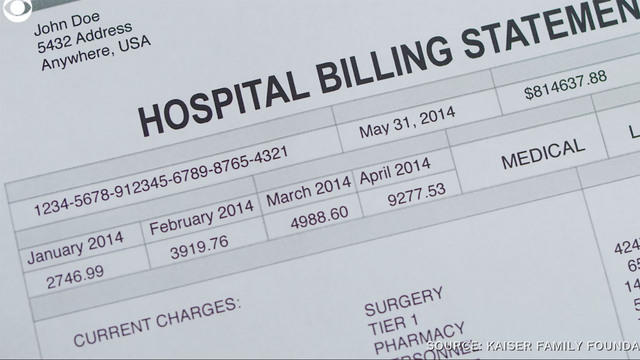 John Doe
5432 Address
Anywhere, USA
HOSPITAL BILLING STATEMEN
1234-5678-912345-6789-8765-4321
May 31, 2014
$814637.88
January 2014
February 2014
March 2014
April 2014
MEDICAL
2746.99
3919.76
4988.60
9277.53
CURRENT CHARGES:
SURGERY
TIER 1
PHARMACY
424
65
14
SOURCE: KAISER FAMILY FOUNDA